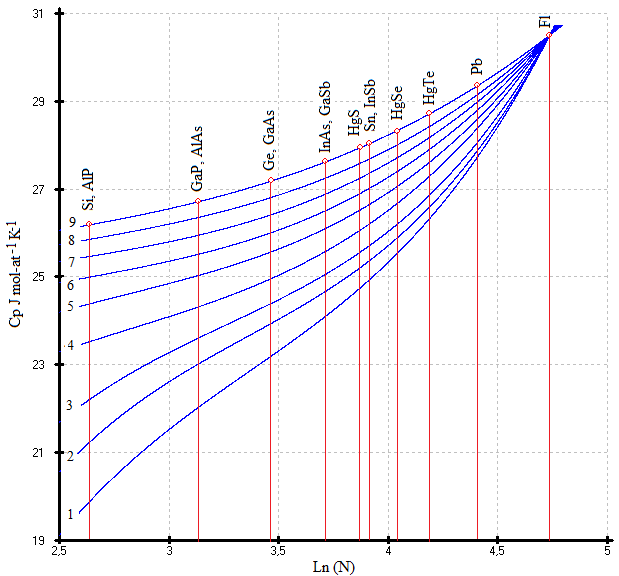 31
29
27
25
23
21
19
Cp J mol-at⁻¹ K⁻¹
9
8
7
6
5
4
3
2
1
Si, AlP
GaP, AlAs
Ge, GaAs
InAs, GaSb
HgS
Sn, InSb
HgSe
HgTe
Pb
Fl
2,5
3
3,5
4
4,5
5
Ln (N)